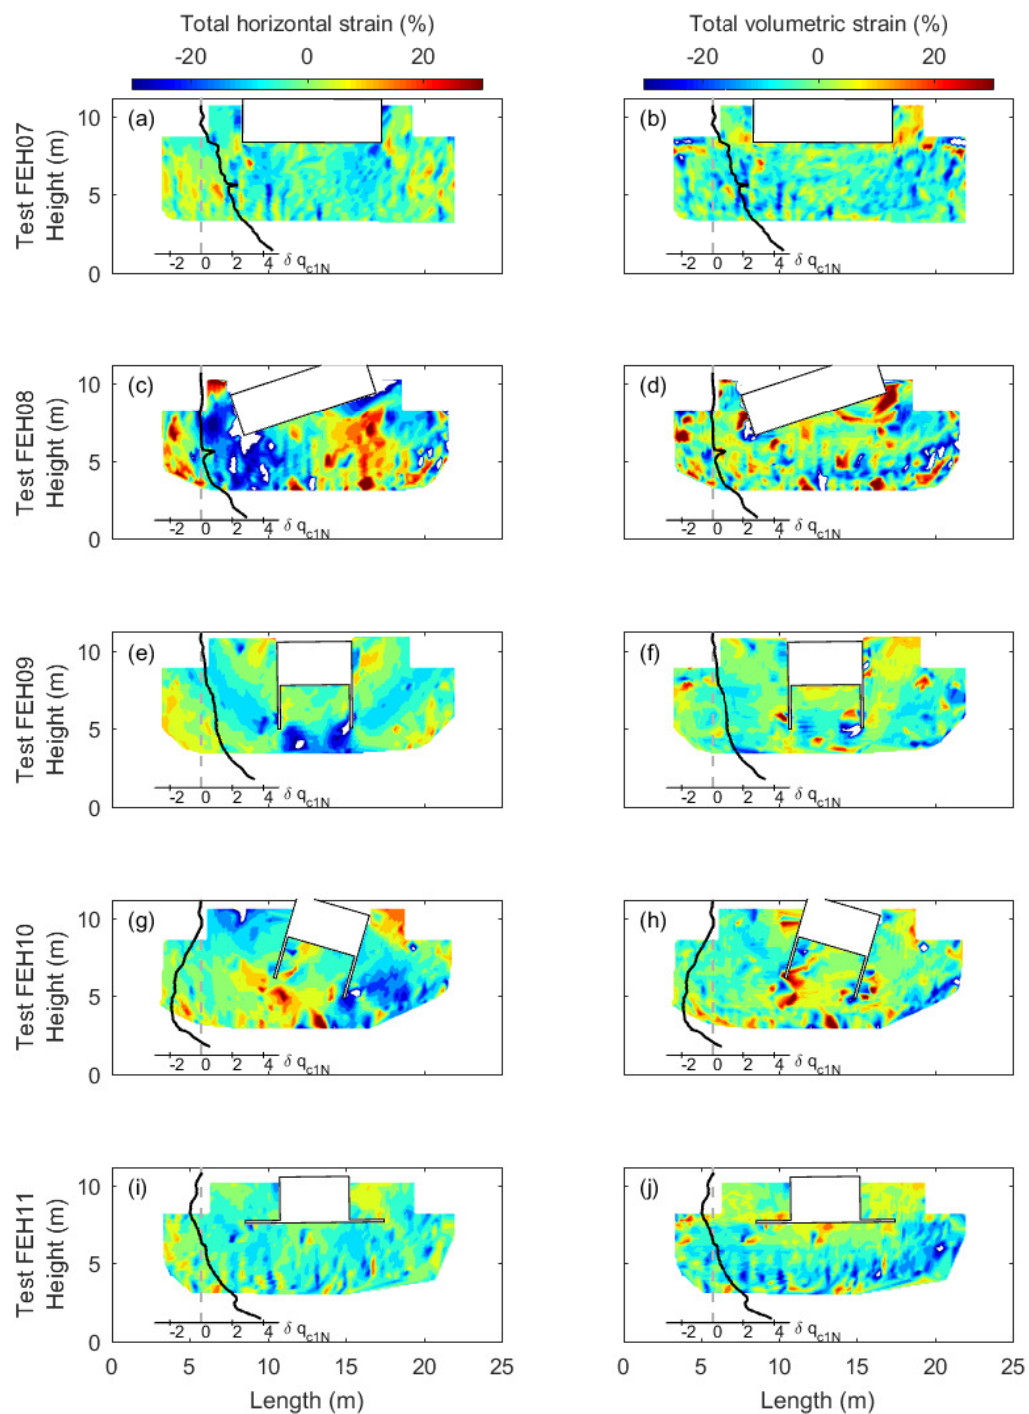 Total horizontal strain (%) Total volumetric strain (%)
-20 0 20 -20 0 20
Test FEH07
Height (m)
10
5
0
(a) (b)
-2 0 2 4 δ qc1N -2 0 2 4 δ qc1N
Test FEH08
Height (m)
10
5
0
(c) (d)
-2 0 2 4 δ qc1N -2 0 2 4 δ qc1N
Test FEH09
Height (m)
10
5
0
(e) (f)
-2 0 2 4 δ qc1N -2 0 2 4 δ qc1N
Test FEH10
Height (m)
10
5
0
(g) (h)
-2 0 2 4 δ qc1N -2 0 2 4 δ qc1N
Test FEH11
Height (m)
10
5
0
(i) (j)
-2 0 2 4 δ qc1N -2 0 2 4 δ qc1N
0 5 10 15 20 25 0 5 10 15 20 25
Length (m) Length (m)